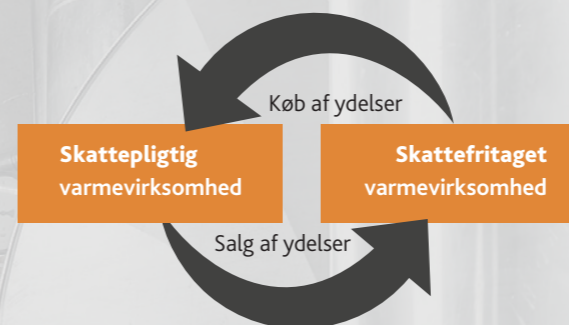 Køb af ydelser
Skattepligtig
varmevirksomhed
Skattefritaget
varmevirksomhed
Salg af ydelser